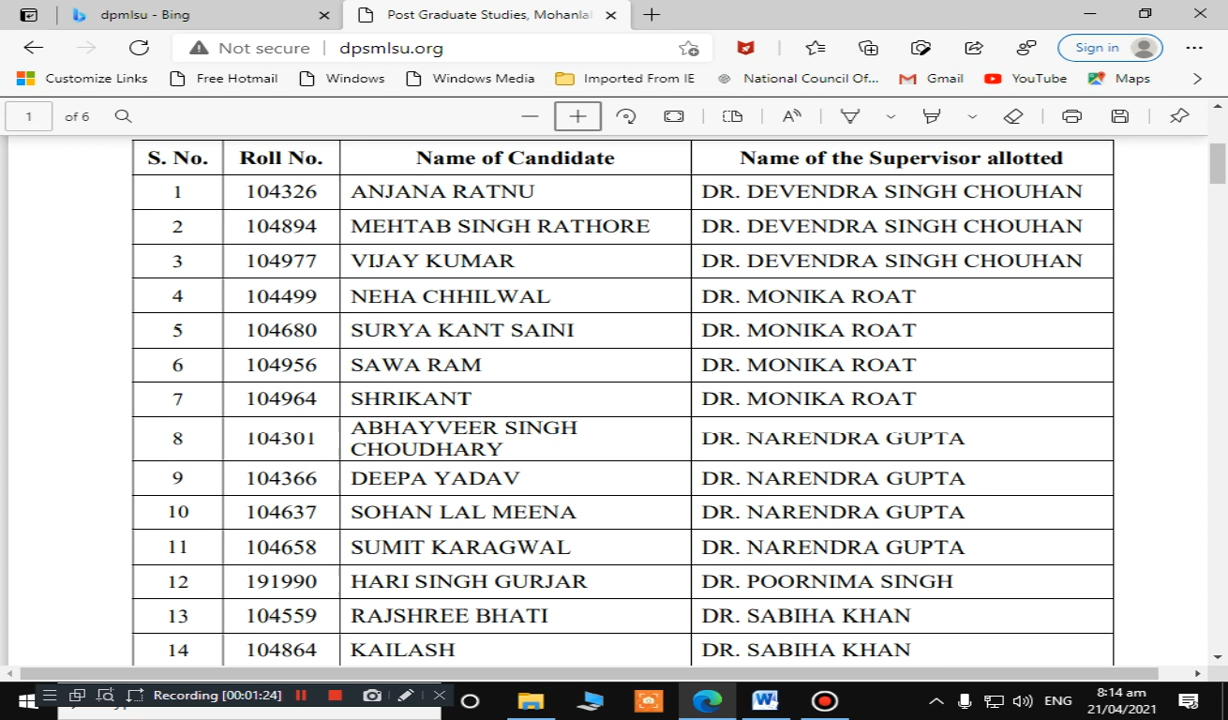 dpmlsu - Bing
Post Graduate Studies, Mohanlal
Not secure
dpsmlsu.org
Sign in
Customize Links
Free Hotmail
Windows
Windows Media
Imported From IE
National Council Of...
Gmail
YouTube
Maps
1 of 6
S. No. Roll No. Name of Candidate Name of the Supervisor allotted
1 104326 ANJANA RATNU DR. DEVENDRA SINGH CHOUHAN
2 104894 MEHTAB SINGH RATHORE DR. DEVENDRA SINGH CHOUHAN
3 104977 VIJAY KUMAR DR. DEVENDRA SINGH CHOUHAN
4 104499 NEHA CHHILWAL DR. MONIKA ROAT
5 104680 SURYA KANT SAINI DR. MONIKA ROAT
6 104956 SAWA RAM DR. MONIKA ROAT
7 104964 SHRIKANT DR. MONIKA ROAT
8 104301 ABHAYVEER SINGH
CHOUDHARY DR. NARENDRA GUPTA
9 104366 DEEPA YADAV DR. NARENDRA GUPTA
10 104637 SOHAN LAL MEENA DR. NARENDRA GUPTA
11 104658 SUMIT KARAGWAL DR. NARENDRA GUPTA
12 191990 HARI SINGH GURJAR DR. POORNIMA SINGH
13 104559 RAJSHREE BHATI DR. SABIHA KHAN
14 104864 KAILASH DR. SABIHA KHAN
Recording [00:01:24]
ENG
8:14 am
21/04/2021